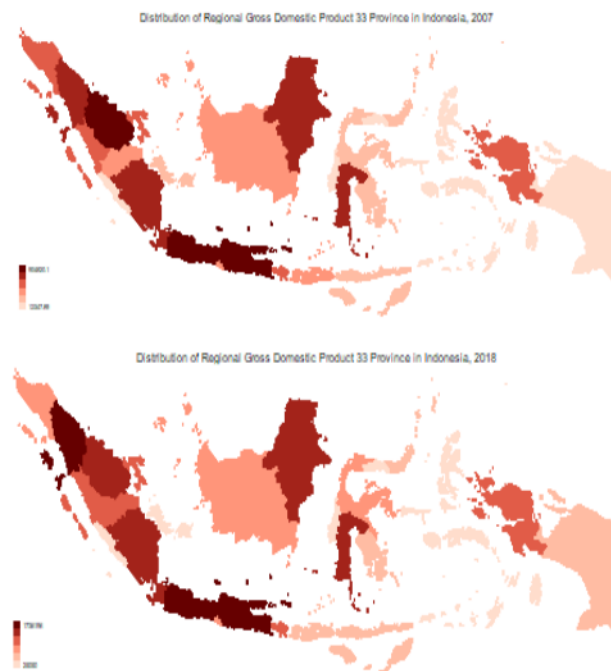 Distribution of Regional Gross Domestic Product 33 Province in Indonesia, 2007
Distribution of Regional Gross Domestic Product 33 Province in Indonesia, 2018